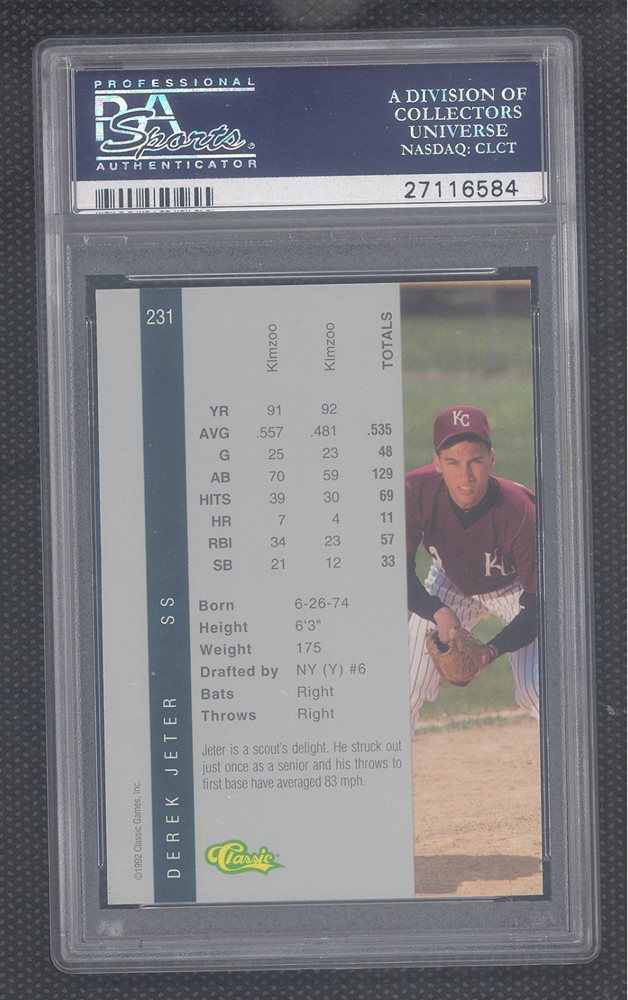 PROFESSIONAL
PSA
Sports
AUTHENTICATOR
A DIVISION OF
COLLECTORS
UNIVERSE
NASDAQ: CLCT
27116584
231
DEREK JETER SS
©1992 Classic Games, Inc.
Klmzoo Klmzoo TOTALS
YR 91 92
AVG .557 .481 .535
G 25 23 48
AB 70 59 129
HITS 39 30 69
HR 7 4 11
RBI 34 23 57
SB 21 12 33
Born 6-26-74
Height 6'3"
Weight 175
Drafted by NY (Y) #6
Bats Right
Throws Right
Jeter is a scout's delight. He struck out
just once as a senior and his throws to
first base have averaged 83 mph.
Classic
KC
KC